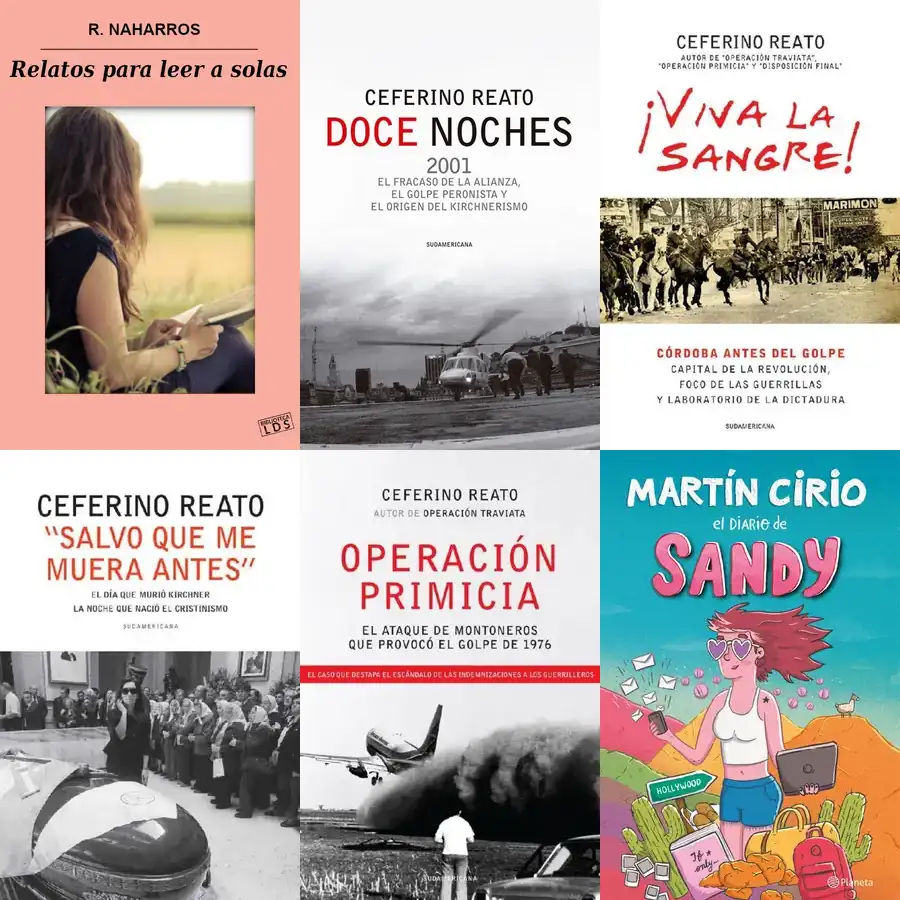 R. NAHARROS
Relatos para leer a solas
BIBLIOTECA
LDS
CEFERINO REATO
DOCE NOCHES
2001
EL FRACASO DE LA ALIANZA,
EL GOLPE PERONISTA Y
EL ORIGEN DEL KIRCHNERISMO
SUDAMERICANA
CEFERINO REATO
AUTOR DE "OPERACIÓN TRAVIATA",
"OPERACIÓN PRIMICIA" Y "DISPOSICIÓN FINAL"
¡VIVA LA
SANGRE!
MARIMON
CÓRDOBA ANTES DEL GOLPE
CAPITAL DE LA REVOLUCIÓN,
FOCO DE LAS GUERRILLAS
Y LABORATORIO DE LA DICTADURA
SUDAMERICANA
CEFERINO REATO
"SALVO QUE ME
MUERA ANTES"
EL DÍA QUE MURIÓ KIRCHNER
LA NOCHE QUE NACIÓ EL CRISTINISMO
SUDAMERICANA
CEFERINO REATO
AUTOR DE OPERACIÓN TRAVIATA
OPERACIÓN
PRIMICIA
EL ATAQUE DE MONTONEROS
QUE PROVOCÓ EL GOLPE DE 1976
EL CASO QUE DESTAPA EL ESCÁNDALO DE LAS INDEMNIZACIONES A LOS GUERRILLEROS
SUDAMERICANA
MARTÍN CIRIO
el DIARIO de
SANDY
HOLLYWOOD
If
only...
Planeta